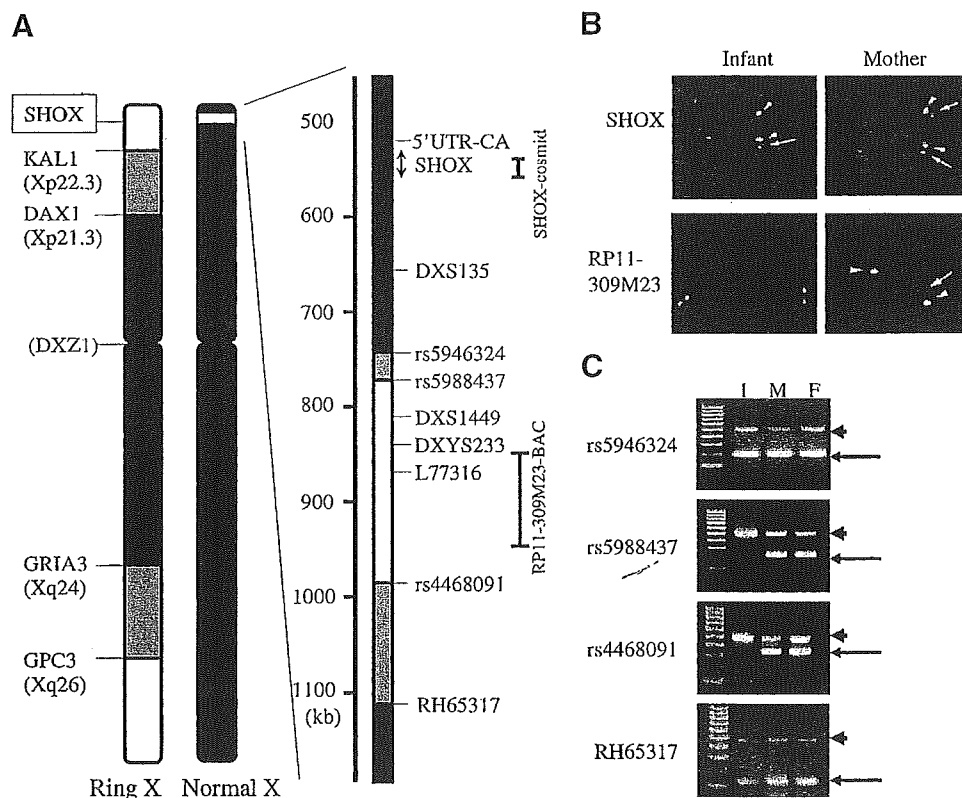 A
SHOX
KAL1
(Xp22.3)
DAX1
(Xp21.3)
(DXZ1)
GRIA3
(Xq24)
GPC3
(Xq26)
Ring X
Normal X
500
600
700
800
900
1000
1100
(kb)
5'UTR-CA
SHOX
DXS135
rs5946324
rs5988437
DXS1449
DXYS233
L77316
rs4468091
RH65317
SHOX-cosmid
RP11-309M23-BAC
B
Infant
Mother
SHOX
RP11-
309M23
C
I M F
rs5946324
rs5988437
rs4468091
RH65317